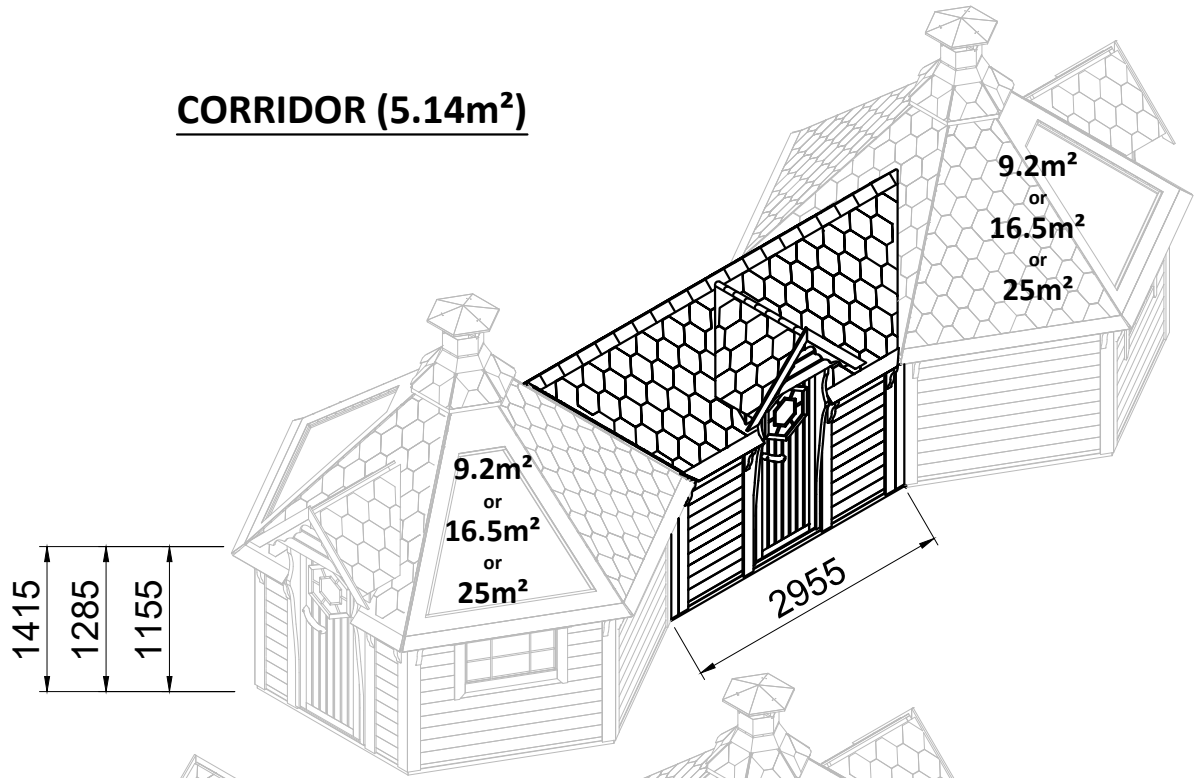 CORRIDOR (5.14m²)
9.2m²
or
16.5m²
or
25m²
9.2m²
or
16.5m²
or
25m²
1415
1285
1155
2955